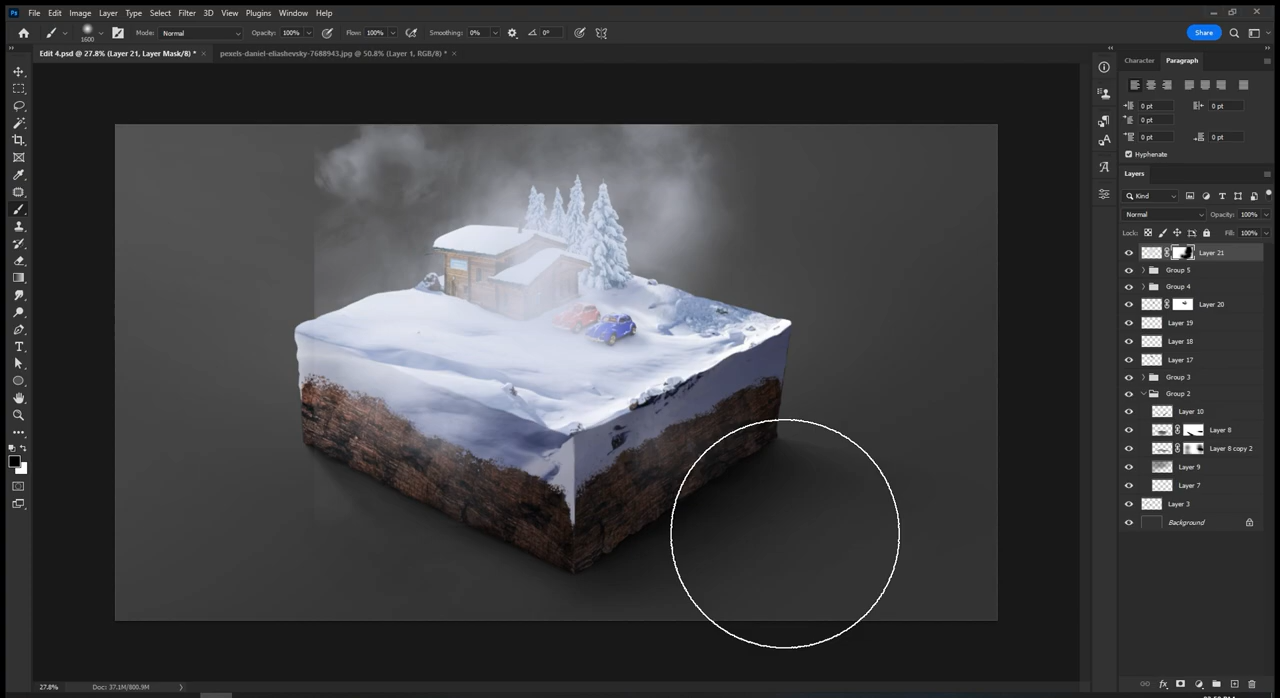 Ps File Edit Image Layer Type Select Filter 3D View Plugins Window Help
1600 Mode: Normal Opacity: 100% Flow: 100% Smoothing: 0% 0° Share
Edit 4.psd @ 27.8% (Layer 21, Layer Mask/8) * × pexels-daniel-eliashevsky-7688943.jpg @ 50.8% (Layer 1, RGB/8) * ×
Character Paragraph
0 pt 0 pt
0 pt
0 pt 0 pt
Hyphenate
Layers
Kind
Normal Opacity: 100%
Lock: Fill: 100%
Layer 21
Group 5
Group 4
Layer 20
Layer 19
Layer 18
Layer 17
Group 3
Group 2
Layer 10
Layer 8
Layer 8 copy 2
Layer 9
Layer 7
Layer 3
Background
27.8% Doc: 37.1M/800.9M